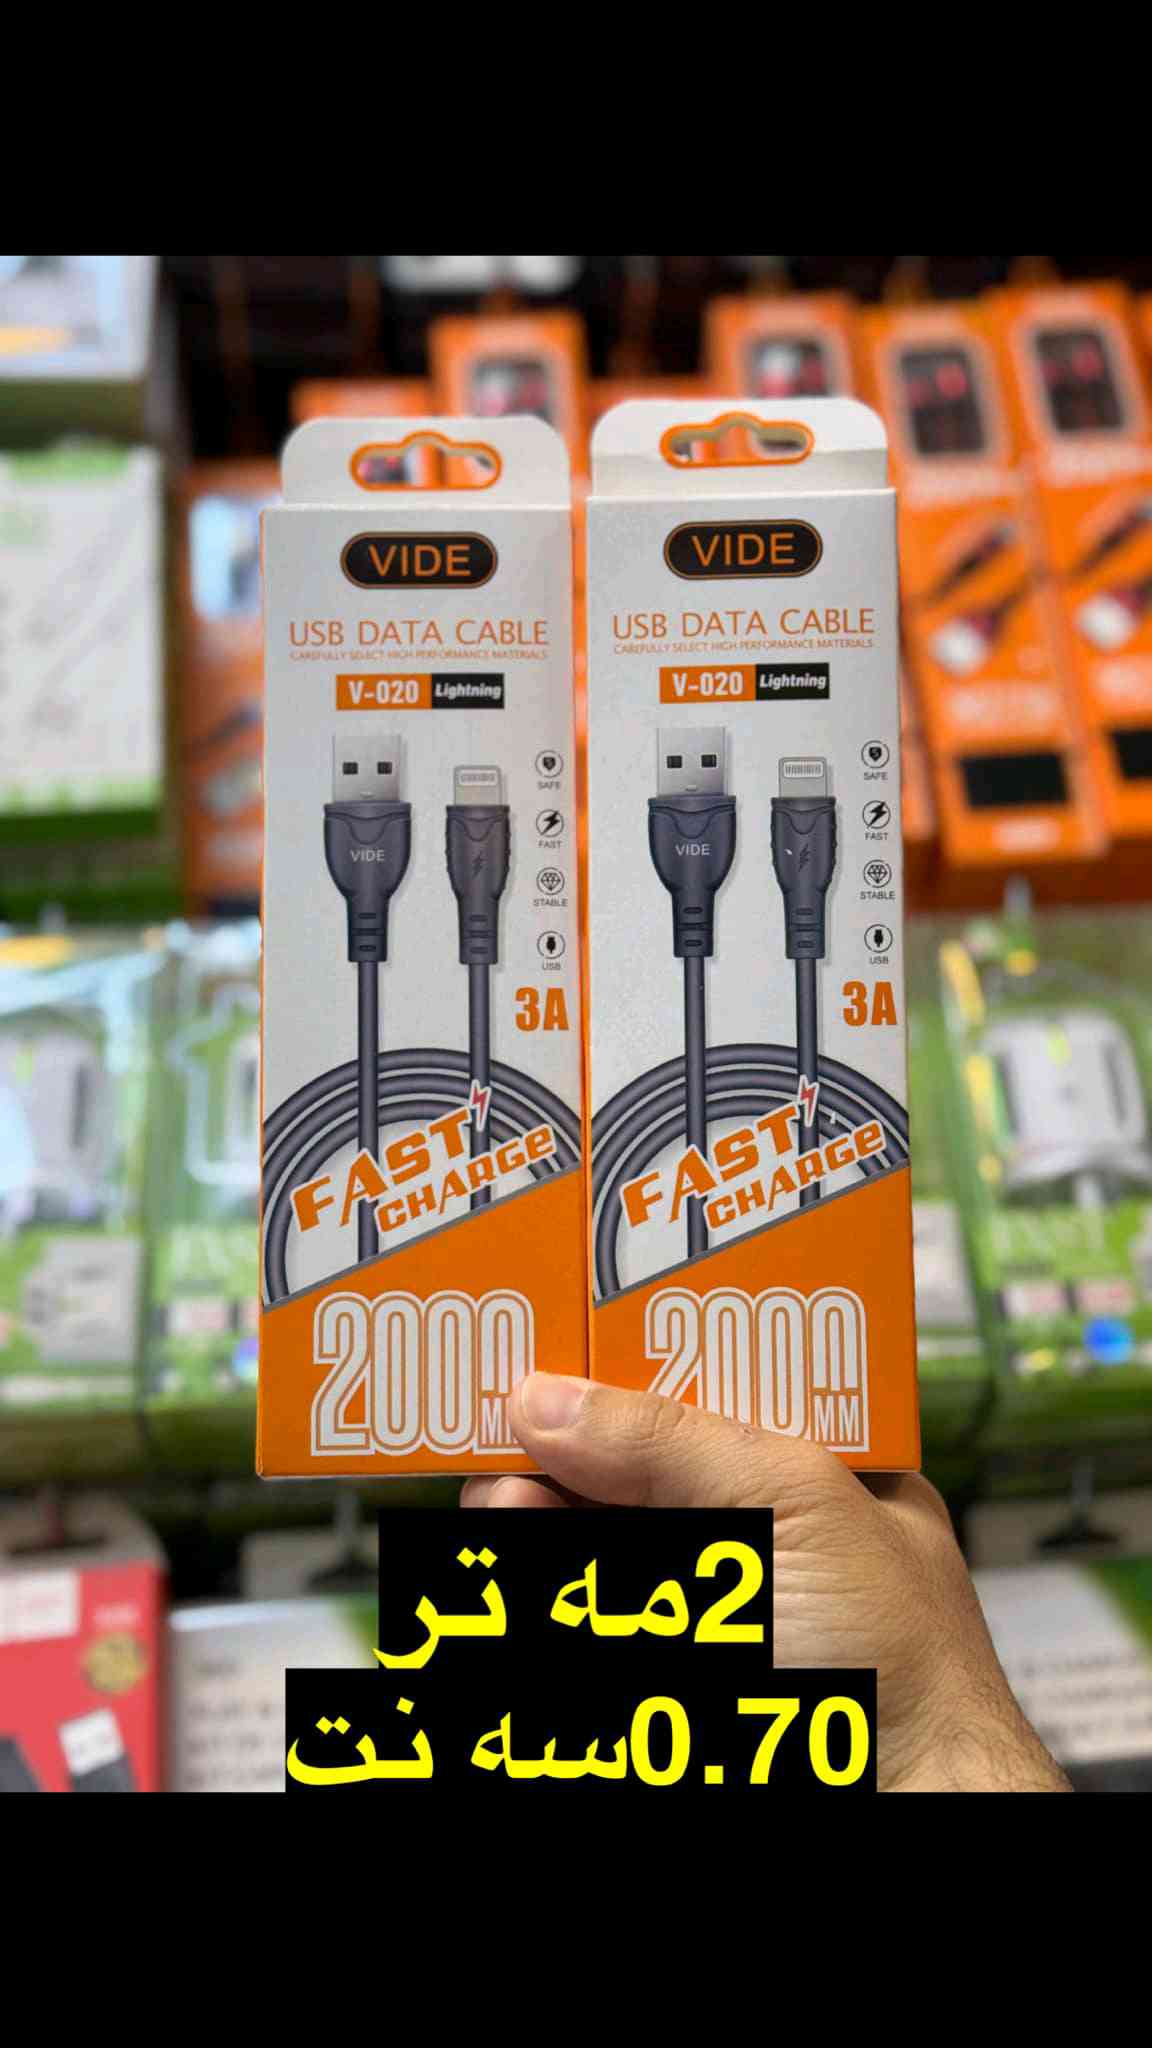 VIDE
USB DATA CABLE
CAREFULLY SELECT HIGH PERFORMANCE MATERIALS
V-020 Lightning
SAFE
FAST
STABLE
USB
VIDE
3A
FAST
CHARGE
2000
VIDE
USB DATA CABLE
CAREFULLY SELECT HIGH PERFORMANCE MATERIALS
V-020 Lightning
SAFE
FAST
STABLE
USB
VIDE
3A
FAST
CHARGE
2000 MM
2مه تر
0.70سه نت